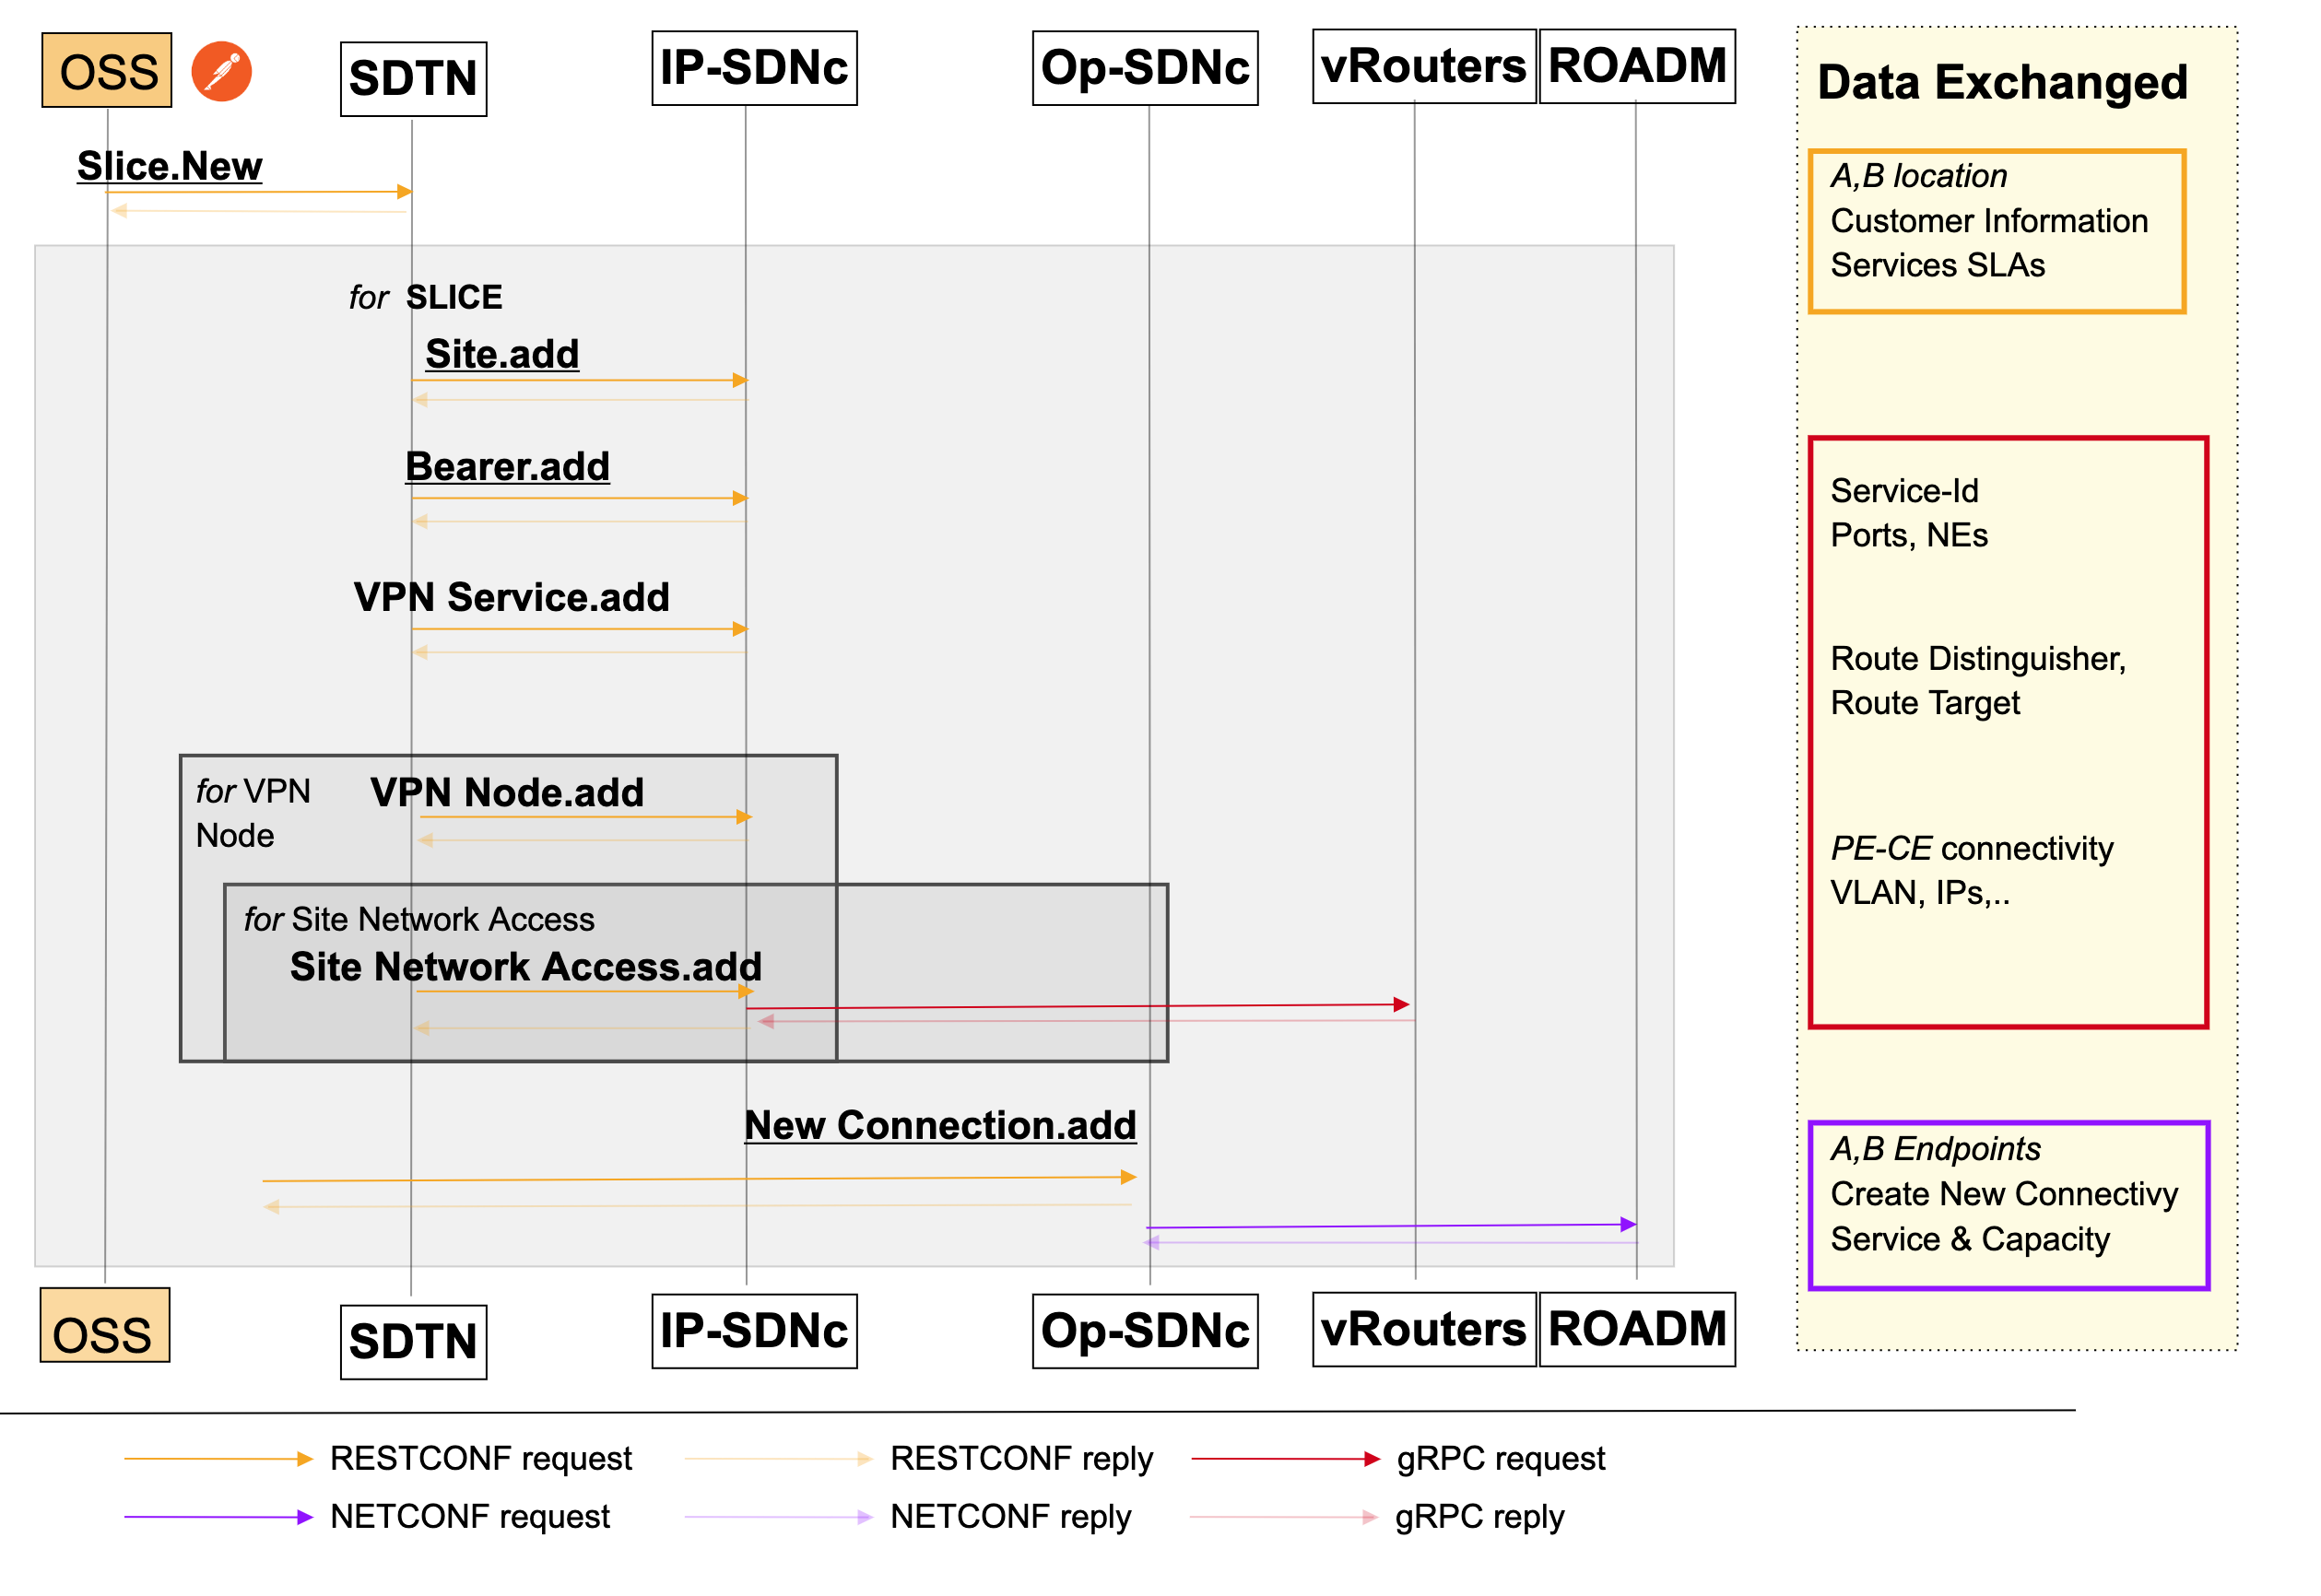 OSS
SDTN
IP-SDNc
Op-SDNc
vRouters
ROADM
Data Exchanged
Slice.New
A,B location
Customer Information
Services SLAs
for SLICE
Site.add
Bearer.add
Service-Id
Ports, NEs
VPN Service.add
Route Distinguisher,
Route Target
for VPN
Node
VPN Node.add
PE-CE connectivity
VLAN, IPs,..
for Site Network Access
Site Network Access.add
New Connection.add
A,B Endpoints
Create New Connectivy
Service & Capacity
OSS
SDTN
IP-SDNc
Op-SDNc
vRouters
ROADM
RESTCONF request
RESTCONF reply
gRPC request
NETCONF request
NETCONF reply
gRPC reply